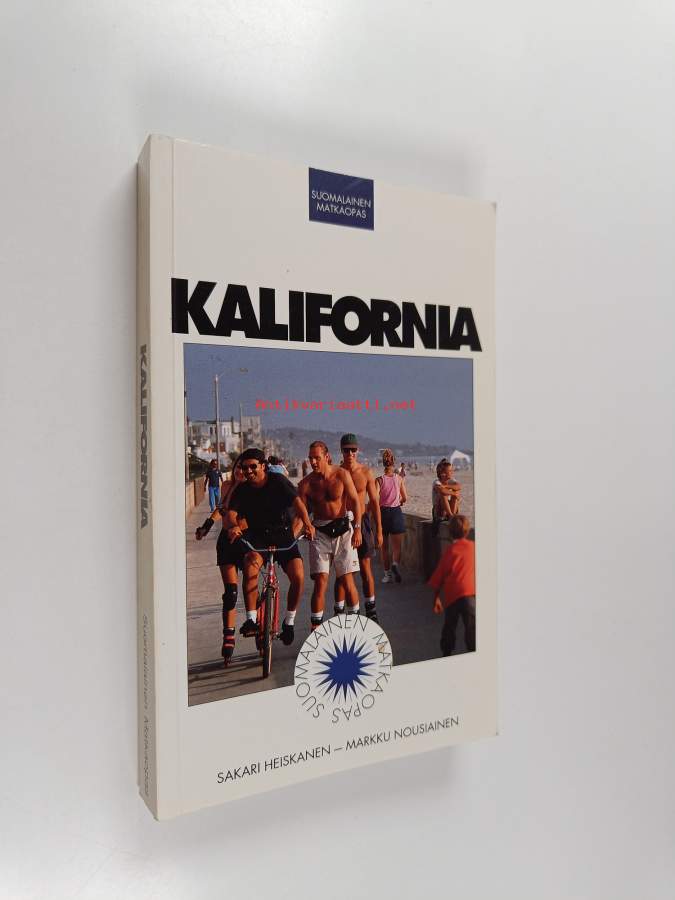 SUOMALAINEN
MATKAOPAS
KALIFORNIA
Antikvariaatti.net
SUOMALAINEN MATKAOPAS
SAKARI HEISKANEN – MARKKU NOUSIAINEN
KALIFORNIA
Suomalainen Matkaopas